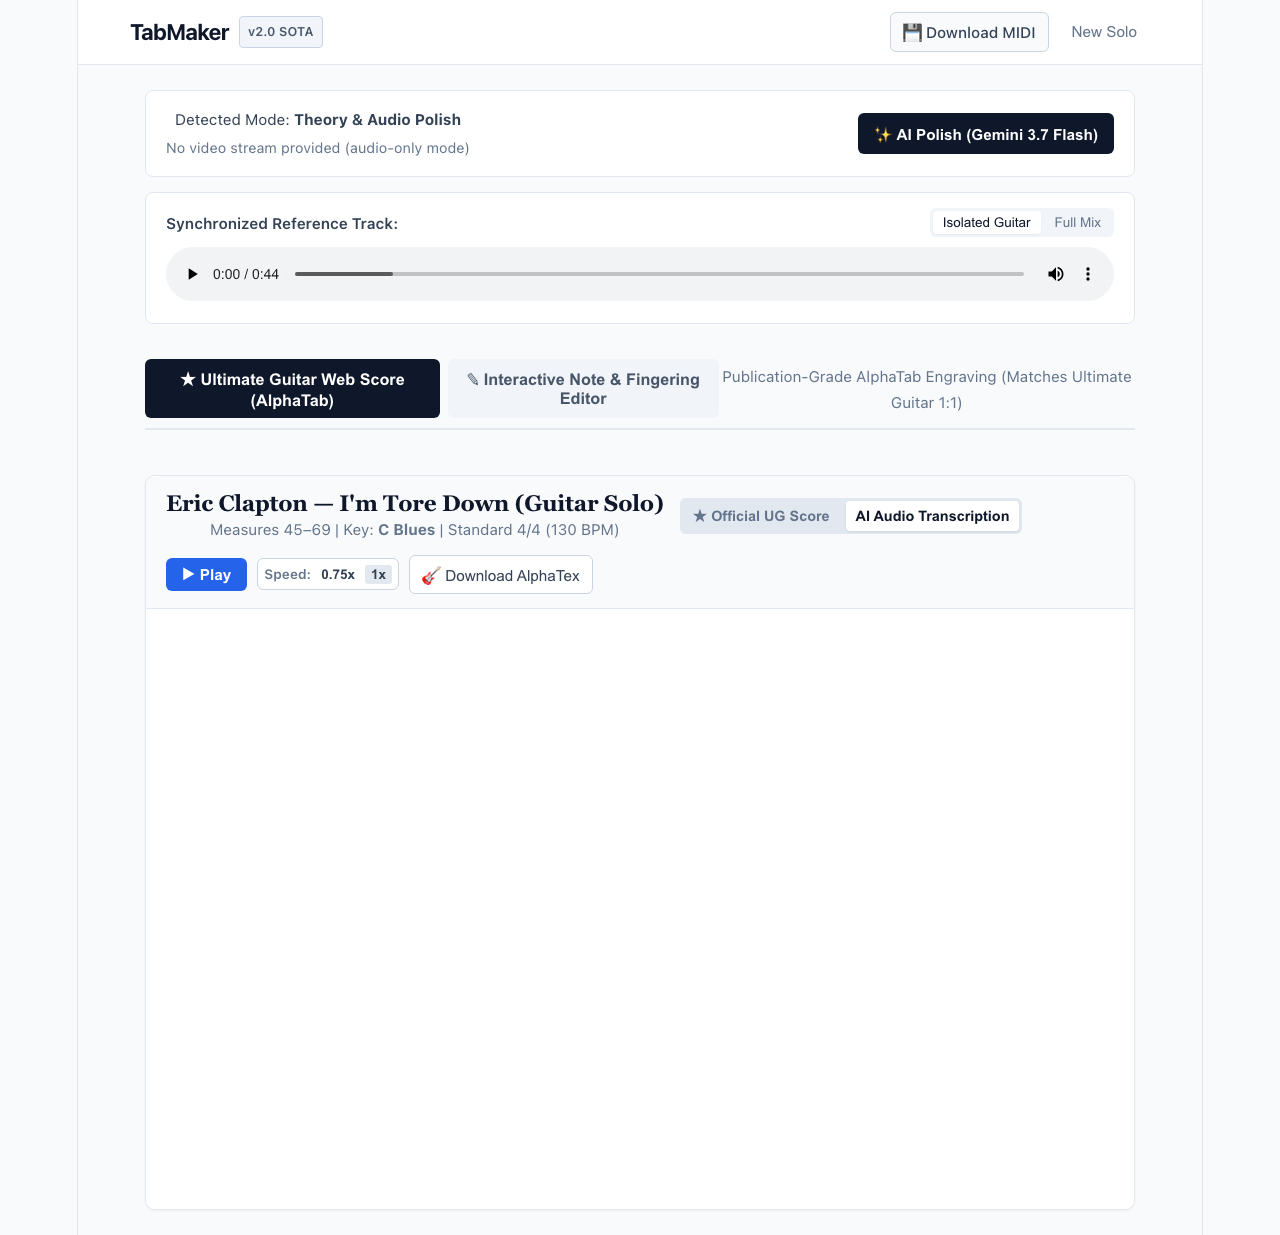 TabMaker
v2.0 SOTA
💾 Download MIDI
New Solo
Detected Mode: Theory & Audio Polish
No video stream provided (audio-only mode)
✨ AI Polish (Gemini 3.7 Flash)
Synchronized Reference Track:
Isolated Guitar
Full Mix
0:00 / 0:44
★ Ultimate Guitar Web Score
(AlphaTab)
✎ Interactive Note & Fingering
Editor
Publication-Grade AlphaTab Engraving (Matches Ultimate
Guitar 1:1)
Eric Clapton — I'm Tore Down (Guitar Solo)
Measures 45–69 | Key: C Blues | Standard 4/4 (130 BPM)
★ Official UG Score
AI Audio Transcription
▶ Play
Speed: 0.75x 1x
🎸 Download AlphaTex